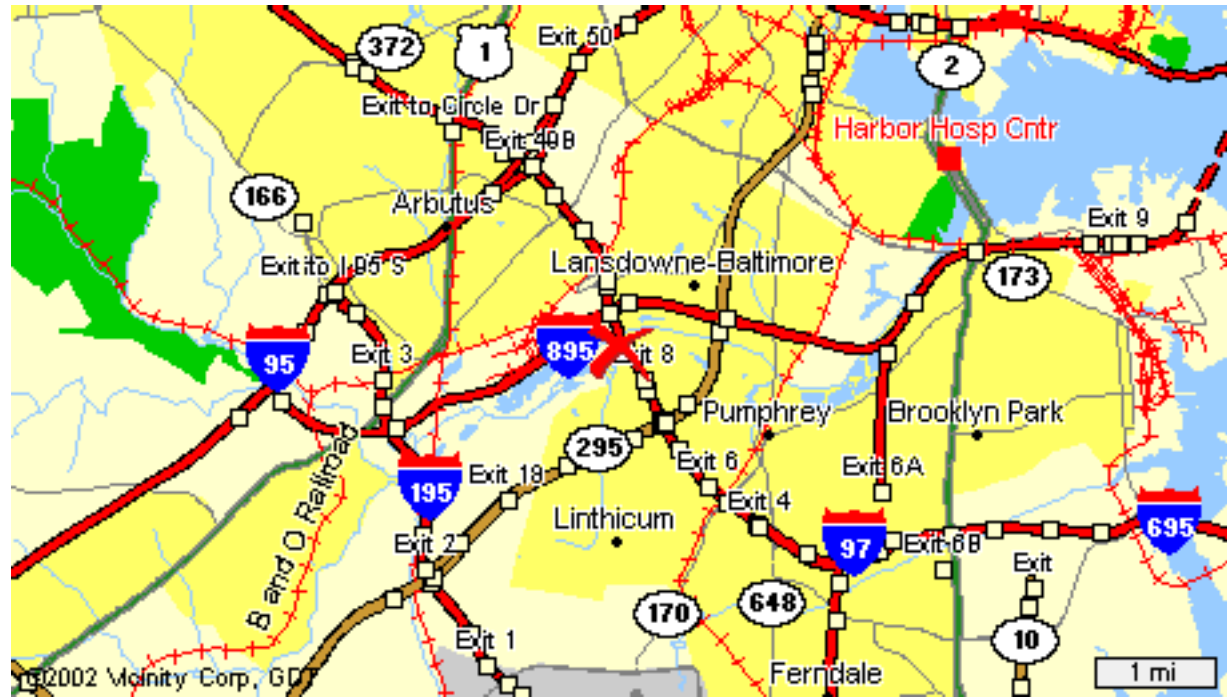 Exit 50
372
1
2
Exit to Circle Dr
Harbor Hosp Cntr
Exit 49B
166
Arbutus
Exit 9
Exit to I-95 S
Lansdowne-Baltimore
173
95
Exit 3
895
Exit 8
Pumphrey
Brooklyn Park
295
B and O Railroad
Exit 6
Exit 6A
195
Exit 18
Exit 4
Linthicum
97
695
Exit 2
Exit 6B
Exit
170
648
10
Exit 1
Ferndale
©2002 Vicinity Corp, GDT
1 mi